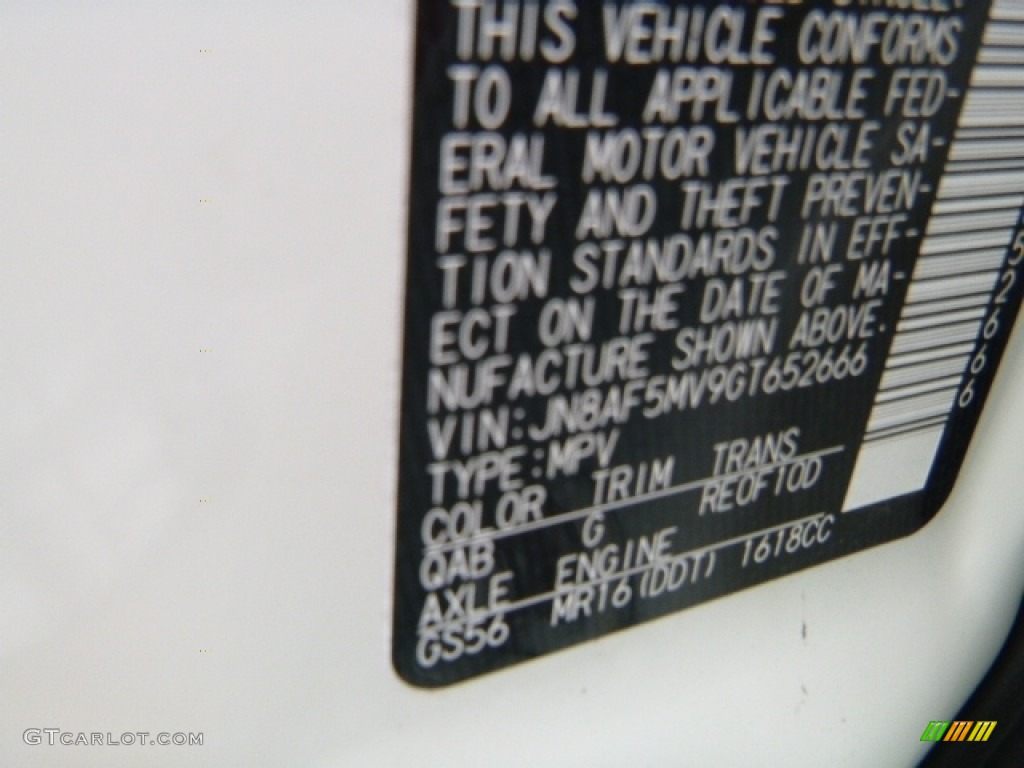 THIS VEHICLE CONFORMS
TO ALL APPLICABLE FED-
ERAL MOTOR VEHICLE SA-
FETY AND THEFT PREVEN-
TION STANDARDS IN EFF-
ECT ON THE DATE OF MA-
NUFACTURE SHOWN ABOVE.
VIN:JN8AF5MV9GT652666
TYPE:MPV
COLOR TRIM TRANS
QAB G RE0F10D
AXLE ENGINE
GS56 MR16(DDT) 1618CC
52666
GTCARLOT.COM